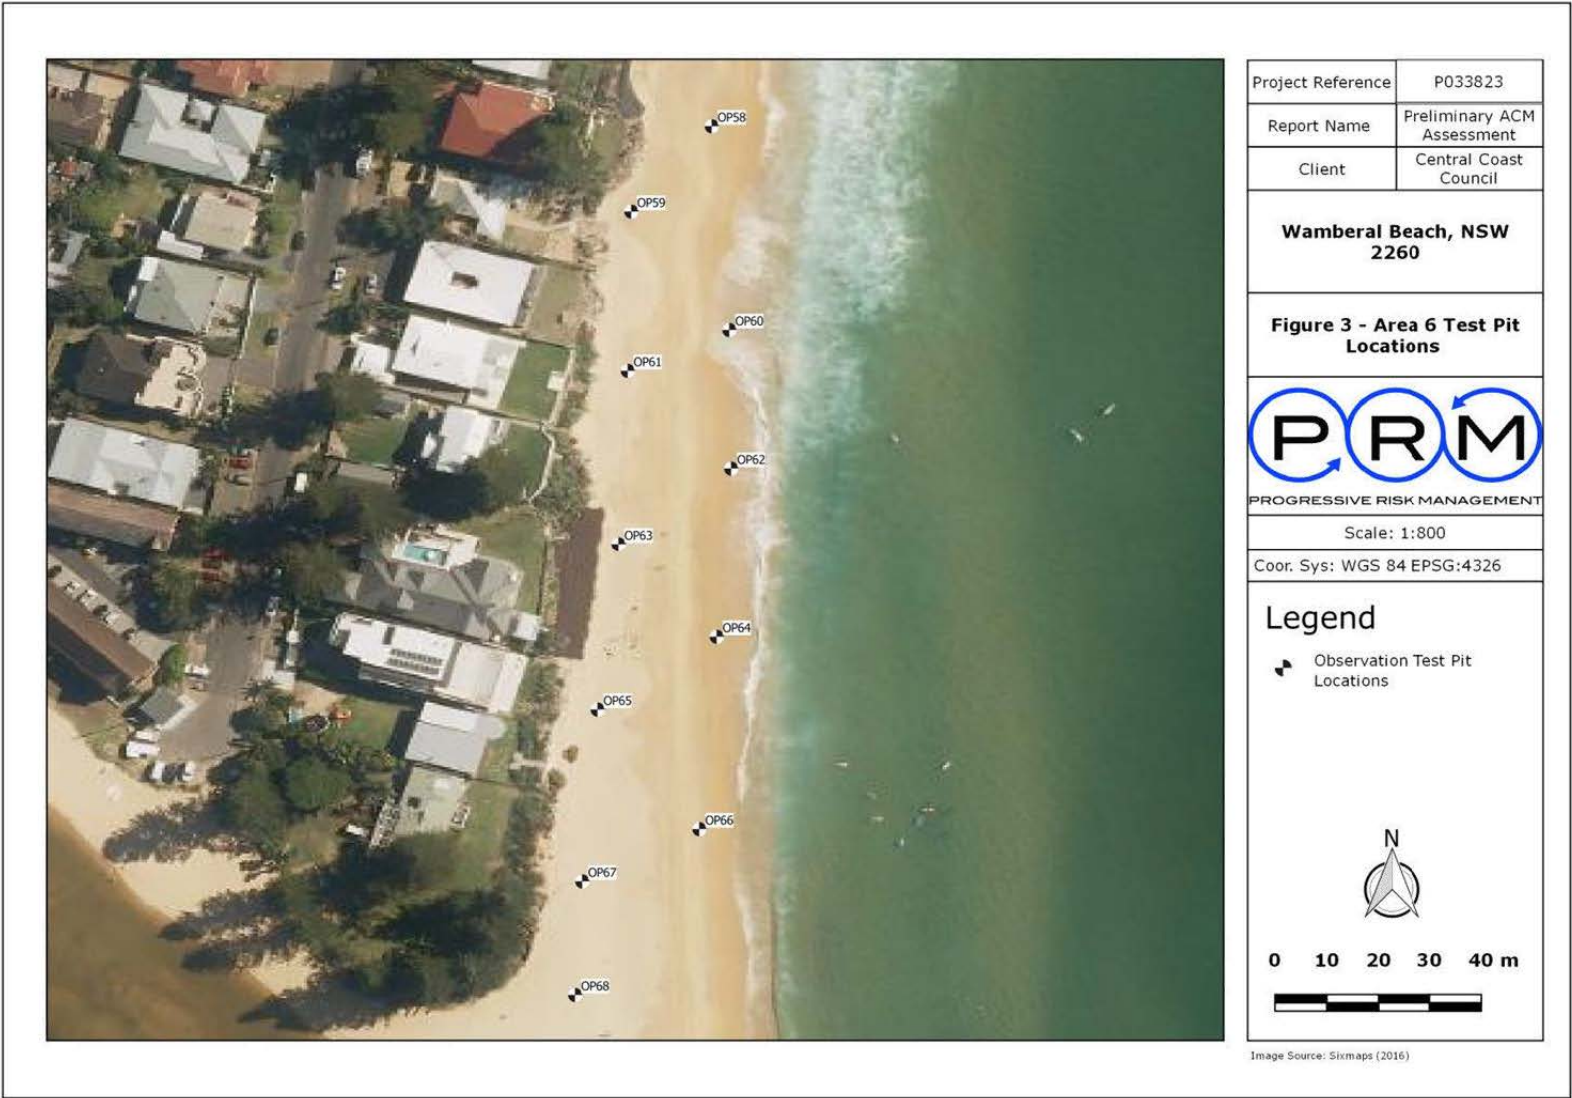 OP58
OP59
OP60
OP61
OP62
OP63
OP64
OP65
OP66
OP67
OP68
Project Reference P033823
Report Name Preliminary ACM
Assessment
Client Central Coast
Council
Wamberal Beach, NSW
2260
Figure 3 - Area 6 Test Pit
Locations
PRM
PROGRESSIVE RISK MANAGEMENT
Scale: 1:800
Coor. Sys: WGS 84 EPSG:4326
Legend
Observation Test Pit
Locations
N
0 10 20 30 40 m
Image Source: Sixmaps (2016)